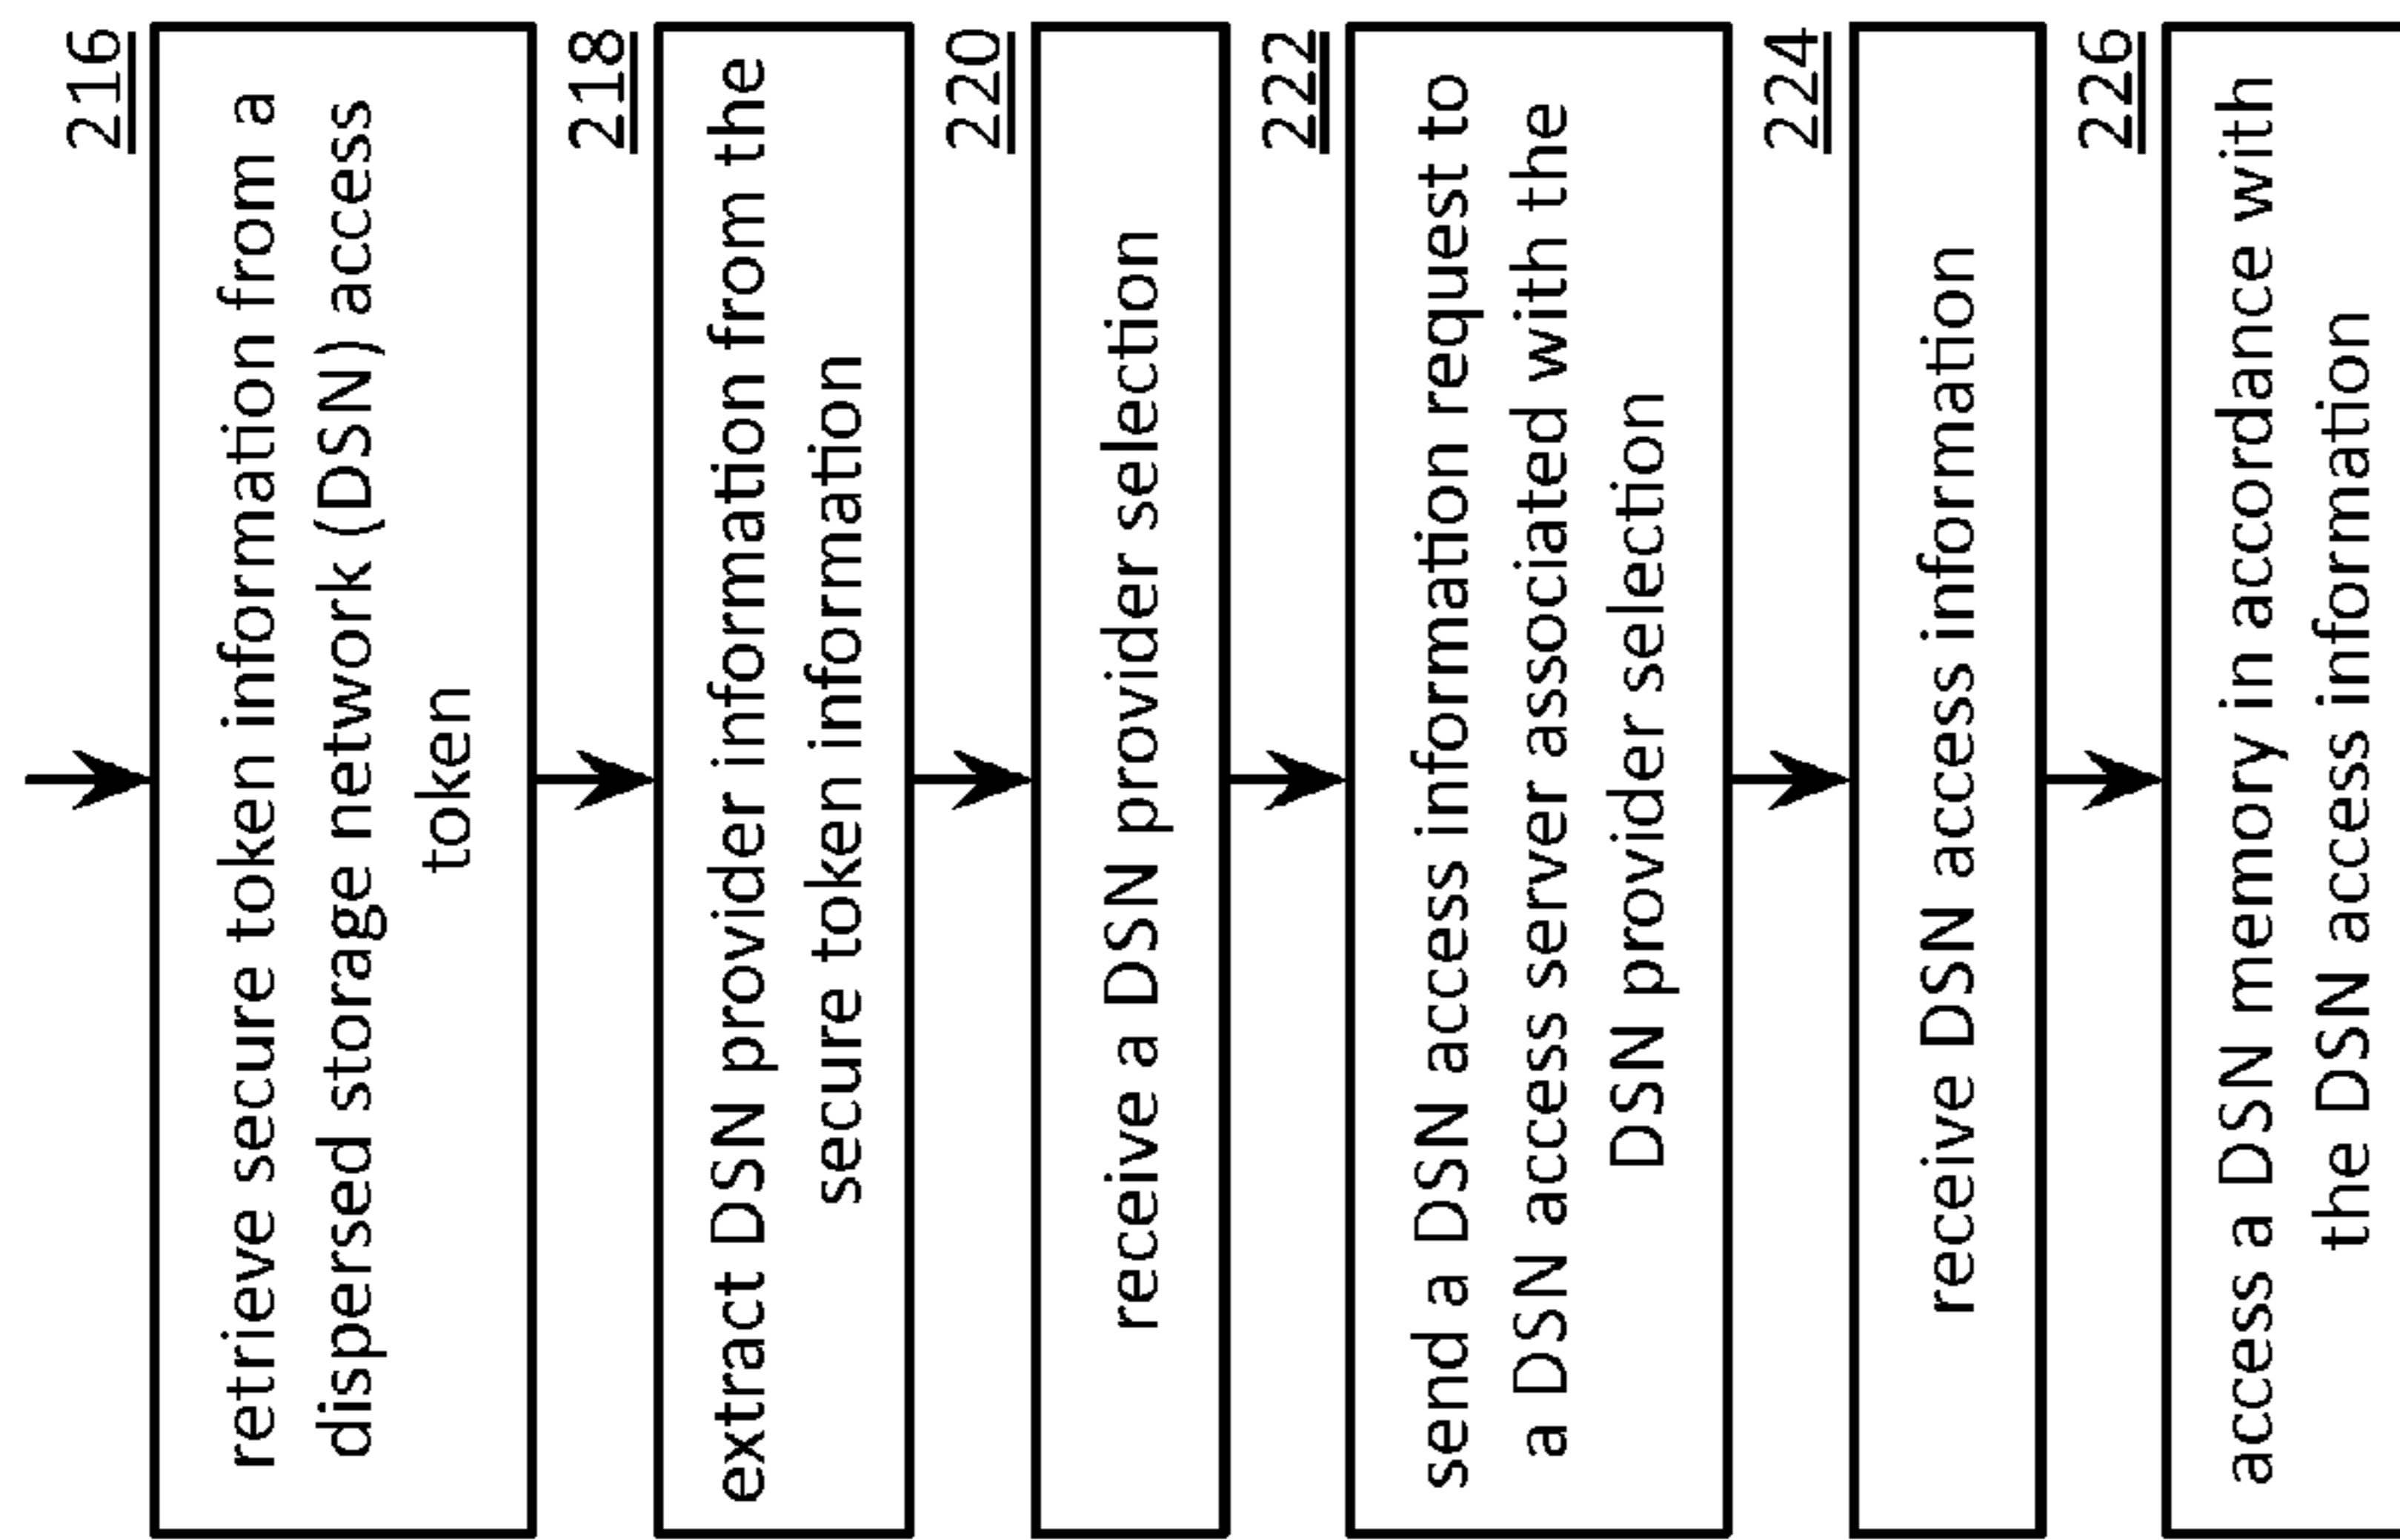 216
retrieve secure token information from a
dispersed storage network (DSN) access
token
218
extract DSN provider information from the
secure token information
220
receive a DSN provider selection
222
send a DSN access information request to
a DSN access server associated with the
DSN provider selection
224
receive DSN access information
226
access a DSN memory in accordance with
the DSN access information